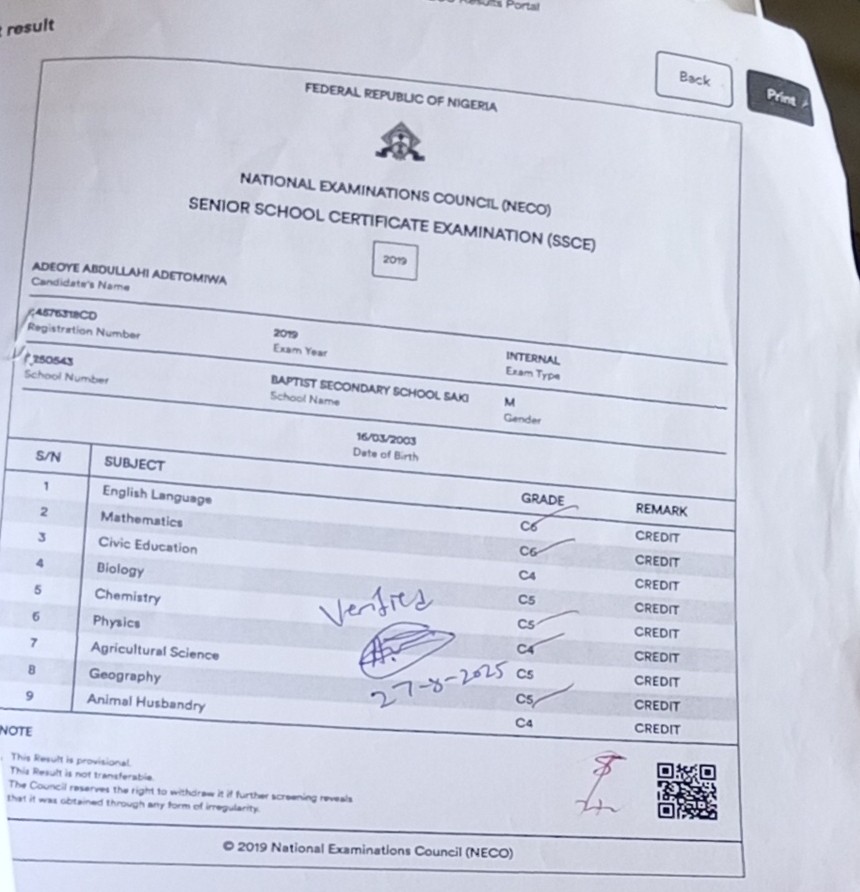 Results Portal
result
Back
Print
FEDERAL REPUBLIC OF NIGERIA
NATIONAL EXAMINATIONS COUNCIL (NECO)
SENIOR SCHOOL CERTIFICATE EXAMINATION (SSCE)
2019
ADEOYE ABDULLAHI ADETOMIWA
Candidate's Name
4576318CD
Registration Number
2019
Exam Year
INTERNAL
Exam Type
250543
School Number
BAPTIST SECONDARY SCHOOL SAKI
School Name
M
Gender
16/03/2003
Date of Birth
S/N SUBJECT GRADE REMARK
1 English Language C6 CREDIT
2 Mathematics C6 CREDIT
3 Civic Education C4 CREDIT
4 Biology C5 CREDIT
5 Chemistry C5 CREDIT
6 Physics C4 CREDIT
7 Agricultural Science C5 CREDIT
8 Geography C5 CREDIT
9 Animal Husbandry C4 CREDIT
Verified
27-8-2025
NOTE
This Result is provisional.
This Result is not transferable.
The Council reserves the right to withdraw it if further screening reveals
that it was obtained through any form of irregularity.
© 2019 National Examinations Council (NECO)